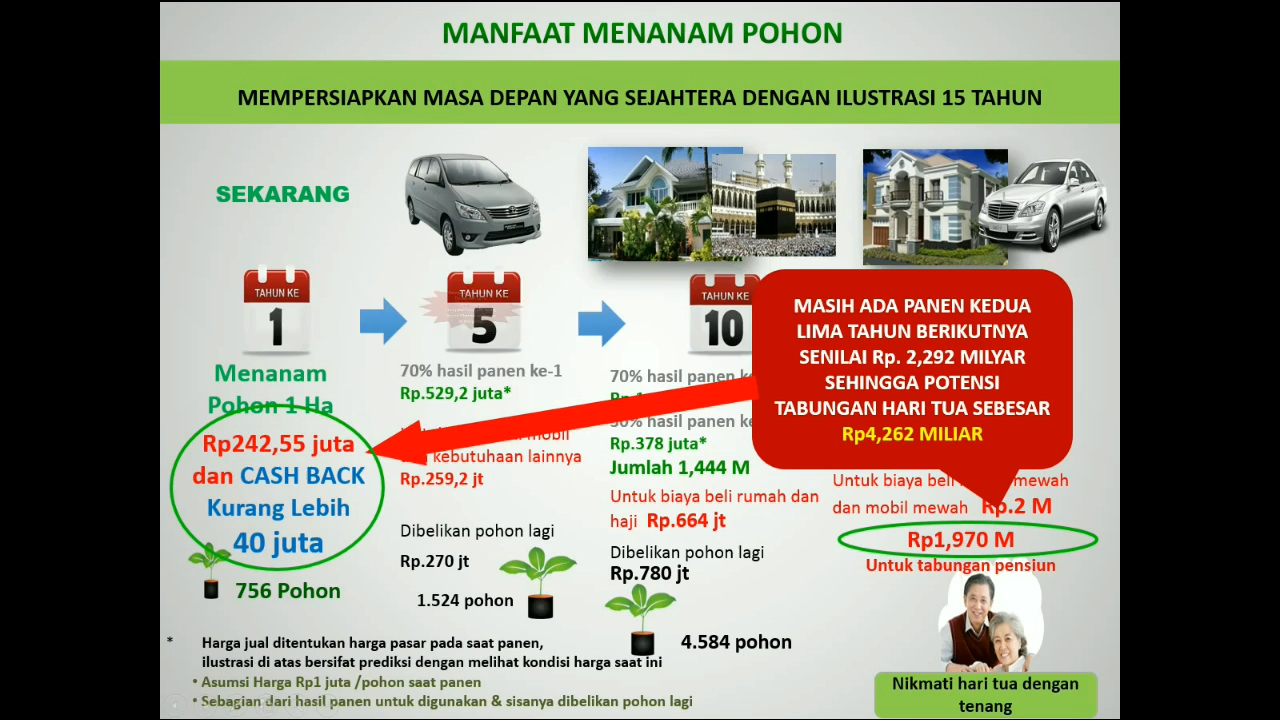 MANFAAT MENANAM POHON
MEMPERSIAPKAN MASA DEPAN YANG SEJAHTERA DENGAN ILUSTRASI 15 TAHUN
SEKARANG
TAHUN KE
1
Menanam
Pohon 1 Ha
Rp242,55 juta
dan CASH BACK
Kurang Lebih
40 juta
756 Pohon
TAHUN KE
5
70% hasil panen ke-1
Rp.529,2 juta*
mobil
kebutuhaan lainnya
Rp.259,2 jt
Dibelikan pohon lagi
Rp.270 jt
1.524 pohon
TAHUN KE
10
70% hasil panen
hasil panen
Rp.378 juta*
Jumlah 1,444 M
Untuk biaya beli rumah dan
haji Rp.664 jt
Dibelikan pohon lagi
Rp.780 jt
4.584 pohon
MASIH ADA PANEN KEDUA
LIMA TAHUN BERIKUTNYA
SENILAI Rp. 2,292 MILYAR
SEHINGGA POTENSI
TABUNGAN HARI TUA SEBESAR
Rp4,262 MILIAR
Untuk biaya beli mewah
dan mobil mewah Rp.2 M
Rp1,970 M
Untuk tabungan pensiun
Nikmati hari tua dengan
tenang
* Harga jual ditentukan harga pasar pada saat panen,
ilustrasi di atas bersifat prediksi dengan melihat kondisi harga saat ini
• Asumsi Harga Rp1 juta /pohon saat panen
• Sebagian dari hasil panen untuk digunakan & sisanya dibelikan pohon lagi